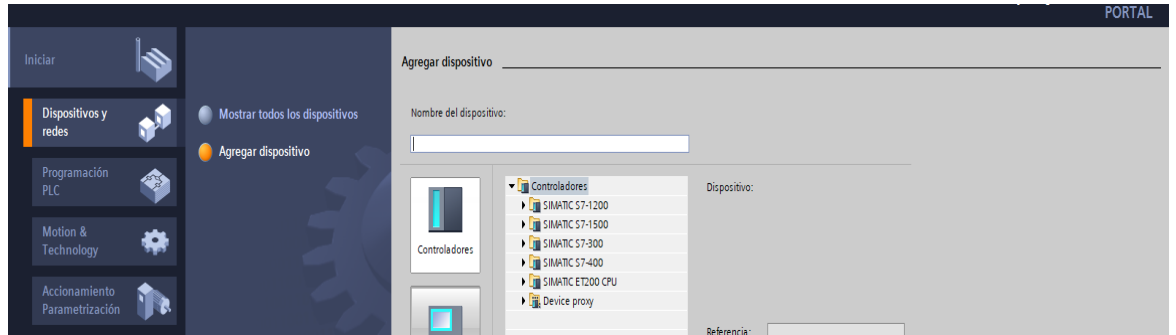 PORTAL
Iniciar
Dispositivos y
redes
Programación
PLC
Motion &
Technology
Accionamiento
Parametrización
Mostrar todos los dispositivos
Agregar dispositivo
Agregar dispositivo
Nombre del dispositivo:
Controladores
Controladores
SIMATIC S7-1200
SIMATIC S7-1500
SIMATIC S7-300
SIMATIC S7-400
SIMATIC ET200 CPU
Device proxy
Dispositivo:
Referencia: